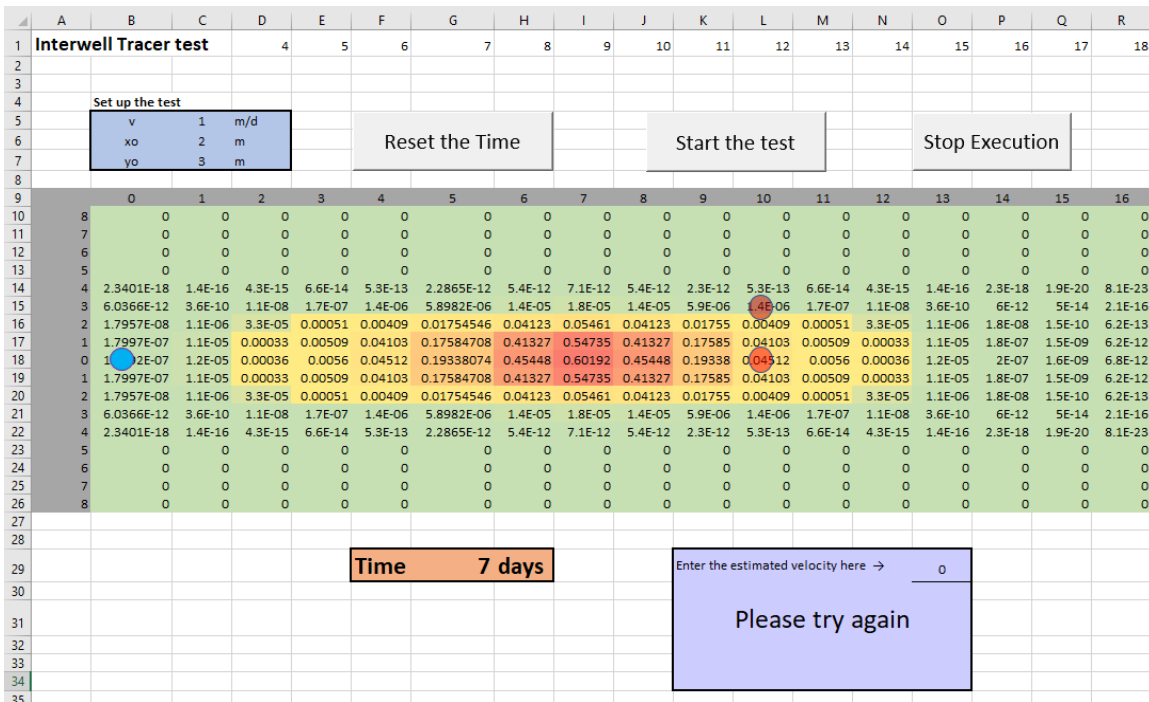 A B C D E F G H I J K L M N O P Q R
1 Interwell Tracer test 4 5 6 7 8 9 10 11 12 13 14 15 16 17 18
2
3
4 Set up the test
5 v 1 m/d
6 xo 2 m Reset the Time Start the test Stop Execution
7 yo 3 m
8
9 0 1 2 3 4 5 6 7 8 9 10 11 12 13 14 15 16
10 8 0 0 0 0 0 0 0 0 0 0 0 0 0 0 0 0 0
11 7 0 0 0 0 0 0 0 0 0 0 0 0 0 0 0 0 0
12 6 0 0 0 0 0 0 0 0 0 0 0 0 0 0 0 0 0
13 5 0 0 0 0 0 0 0 0 0 0 0 0 0 0 0 0 0
14 4 2.3401E-18 1.4E-16 4.3E-15 6.6E-14 5.3E-13 2.2865E-12 5.4E-12 7.1E-12 5.4E-12 2.3E-12 5.3E-13 6.6E-14 4.3E-15 1.4E-16 2.3E-18 1.9E-20 8.1E-23
15 3 6.0366E-12 3.6E-10 1.1E-08 1.7E-07 1.4E-06 5.8982E-06 1.4E-05 1.8E-05 1.4E-05 5.9E-06 1.4E-06 1.7E-07 1.1E-08 3.6E-10 6E-12 5E-14 2.1E-16
16 2 1.7957E-08 1.1E-06 3.3E-05 0.00051 0.00409 0.01754546 0.04123 0.05461 0.04123 0.01755 0.00409 0.00051 3.3E-05 1.1E-06 1.8E-08 1.5E-10 6.2E-13
17 1 1.7997E-07 1.1E-05 0.00033 0.00509 0.04103 0.17584708 0.41327 0.54735 0.41327 0.17585 0.04103 0.00509 0.00033 1.1E-05 1.8E-07 1.5E-09 6.2E-12
18 0 92E-07 1.2E-05 0.00036 0.0056 0.04512 0.19338074 0.45448 0.60192 0.45448 0.19338 0.04512 0.0056 0.00036 1.2E-05 2E-07 1.6E-09 6.8E-12
19 1 1.7997E-07 1.1E-05 0.00033 0.00509 0.04103 0.17584708 0.41327 0.54735 0.41327 0.17585 0.04103 0.00509 0.00033 1.1E-05 1.8E-07 1.5E-09 6.2E-12
20 2 1.7957E-08 1.1E-06 3.3E-05 0.00051 0.00409 0.01754546 0.04123 0.05461 0.04123 0.01755 0.00409 0.00051 3.3E-05 1.1E-06 1.8E-08 1.5E-10 6.2E-13
21 3 6.0366E-12 3.6E-10 1.1E-08 1.7E-07 1.4E-06 5.8982E-06 1.4E-05 1.8E-05 1.4E-05 5.9E-06 1.4E-06 1.7E-07 1.1E-08 3.6E-10 6E-12 5E-14 2.1E-16
22 4 2.3401E-18 1.4E-16 4.3E-15 6.6E-14 5.3E-13 2.2865E-12 5.4E-12 7.1E-12 5.4E-12 2.3E-12 5.3E-13 6.6E-14 4.3E-15 1.4E-16 2.3E-18 1.9E-20 8.1E-23
23 5 0 0 0 0 0 0 0 0 0 0 0 0 0 0 0 0 0
24 6 0 0 0 0 0 0 0 0 0 0 0 0 0 0 0 0 0
25 7 0 0 0 0 0 0 0 0 0 0 0 0 0 0 0 0 0
26 8 0 0 0 0 0 0 0 0 0 0 0 0 0 0 0 0 0
27
28
29 Time 7 days Enter the estimated velocity here → 0
30
31 Please try again
32
33
34
35